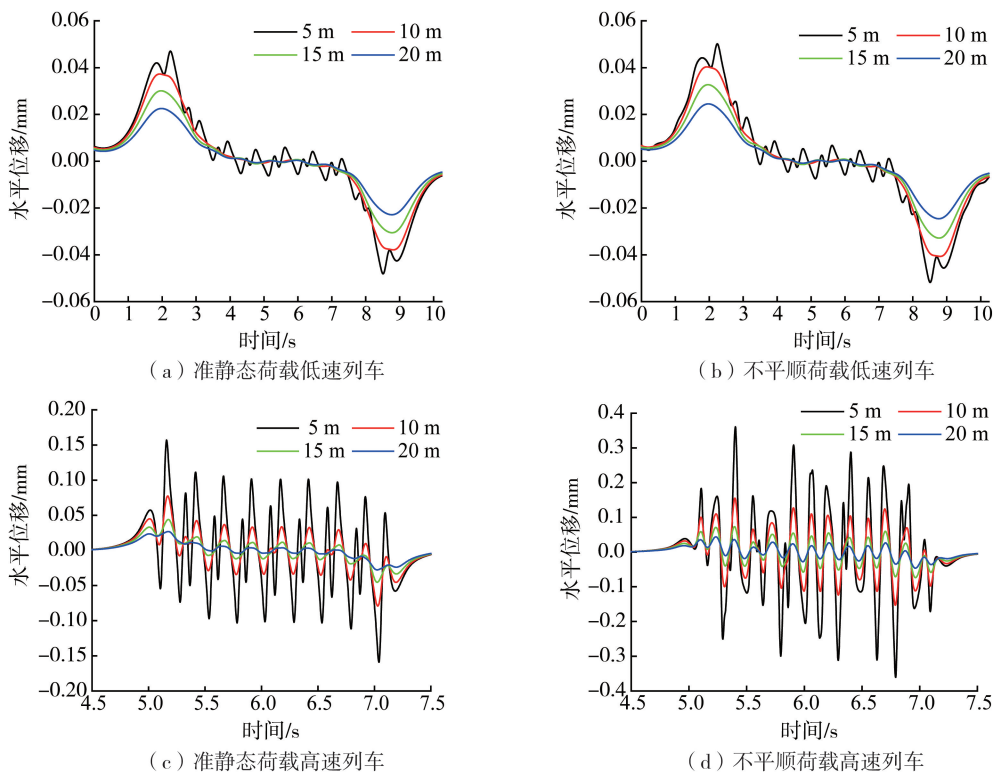 0.06
0.04
0.02
0.00
−0.02
−0.04
−0.06
水平位移/mm
5 m 10 m
15 m 20 m
0 1 2 3 4 5 6 7 8 9 10
时间/s
(a)准静态荷载低速列车
0.06
0.04
0.02
0.00
−0.02
−0.04
−0.06
水平位移/mm
5 m 10 m
15 m 20 m
0 1 2 3 4 5 6 7 8 9 10
时间/s
(b)不平顺荷载低速列车
0.20
0.15
0.10
0.05
0.00
−0.05
−0.10
−0.15
−0.20
水平位移/mm
5 m 10 m
15 m 20 m
4.5 5.0 5.5 6.0 6.5 7.0 7.5
时间/s
(c)准静态荷载高速列车
0.4
0.3
0.2
0.1
0.0
−0.1
−0.2
−0.3
−0.4
水平位移/mm
5 m 10 m
15 m 20 m
4.5 5.0 5.5 6.0 6.5 7.0 7.5
时间/s
(d)不平顺荷载高速列车